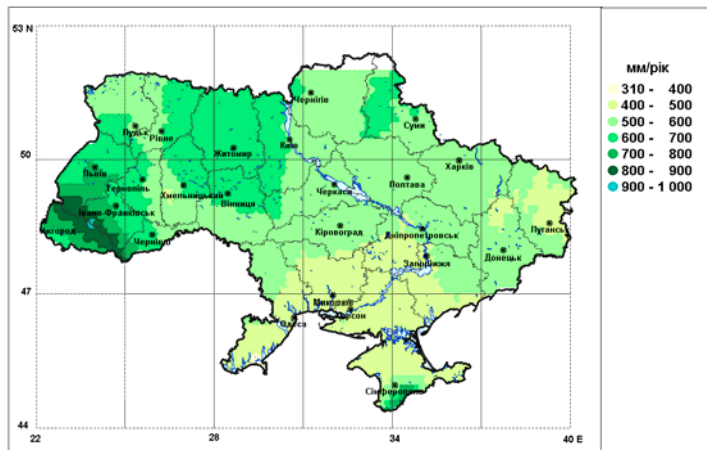 53 N
мм/рік
310 - 400
400 - 500
500 - 600
600 - 700
700 - 800
800 - 900
900 - 1 000
Чернігів
Суми
Луцьк
Рівне
Київ
Житомир
50
Харків
Львів
Тернопіль
Хмельницький
Вінниця
Черкаси
Полтава
Івано-Франківськ
Кіровоград
Дніпропетровськ
Луганськ
жгород
Чернівці
Запоріжжя
Донецьк
47
Миколаїв
Одеса
Херсон
Сімферополь
44
22
28
34
40 E